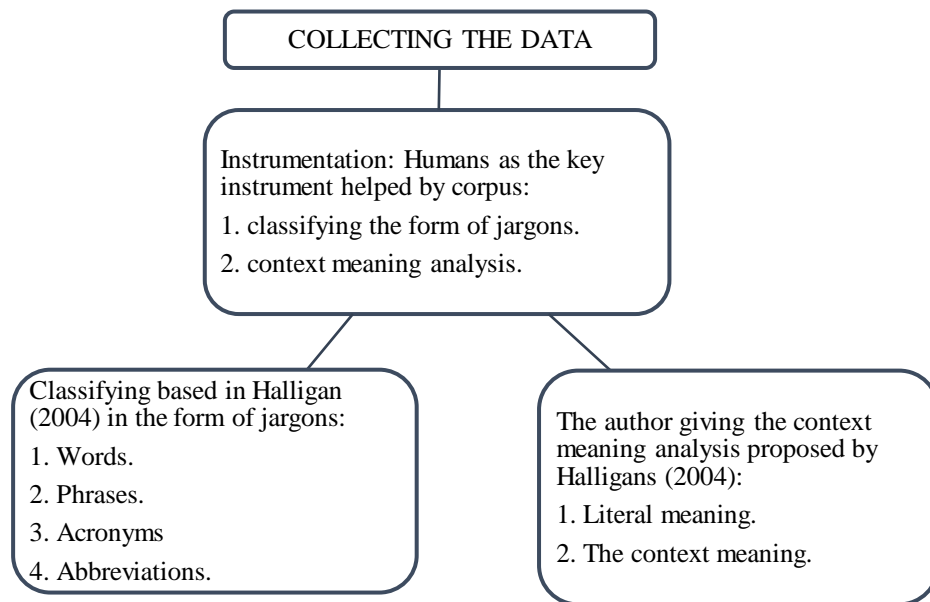 COLLECTING THE DATA
Instrumentation: Humans as the key
instrument helped by corpus:
1. classifying the form of jargons.
2. context meaning analysis.
Classifying based in Halligan
(2004) in the form of jargons:
1. Words.
2. Phrases.
3. Acronyms
4. Abbreviations.
The author giving the context
meaning analysis proposed by
Halligans (2004):
1. Literal meaning.
2. The context meaning.